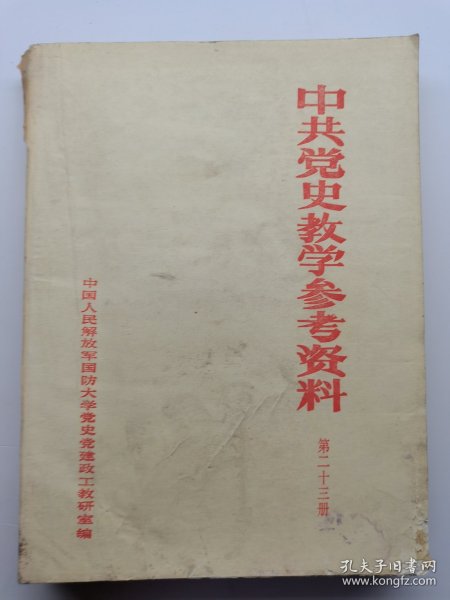 中共党史教学参考资料
第二十三册
中国人民解放军国防大学党史党建政工教研室编
孔夫子旧书网
www.kongfz.com